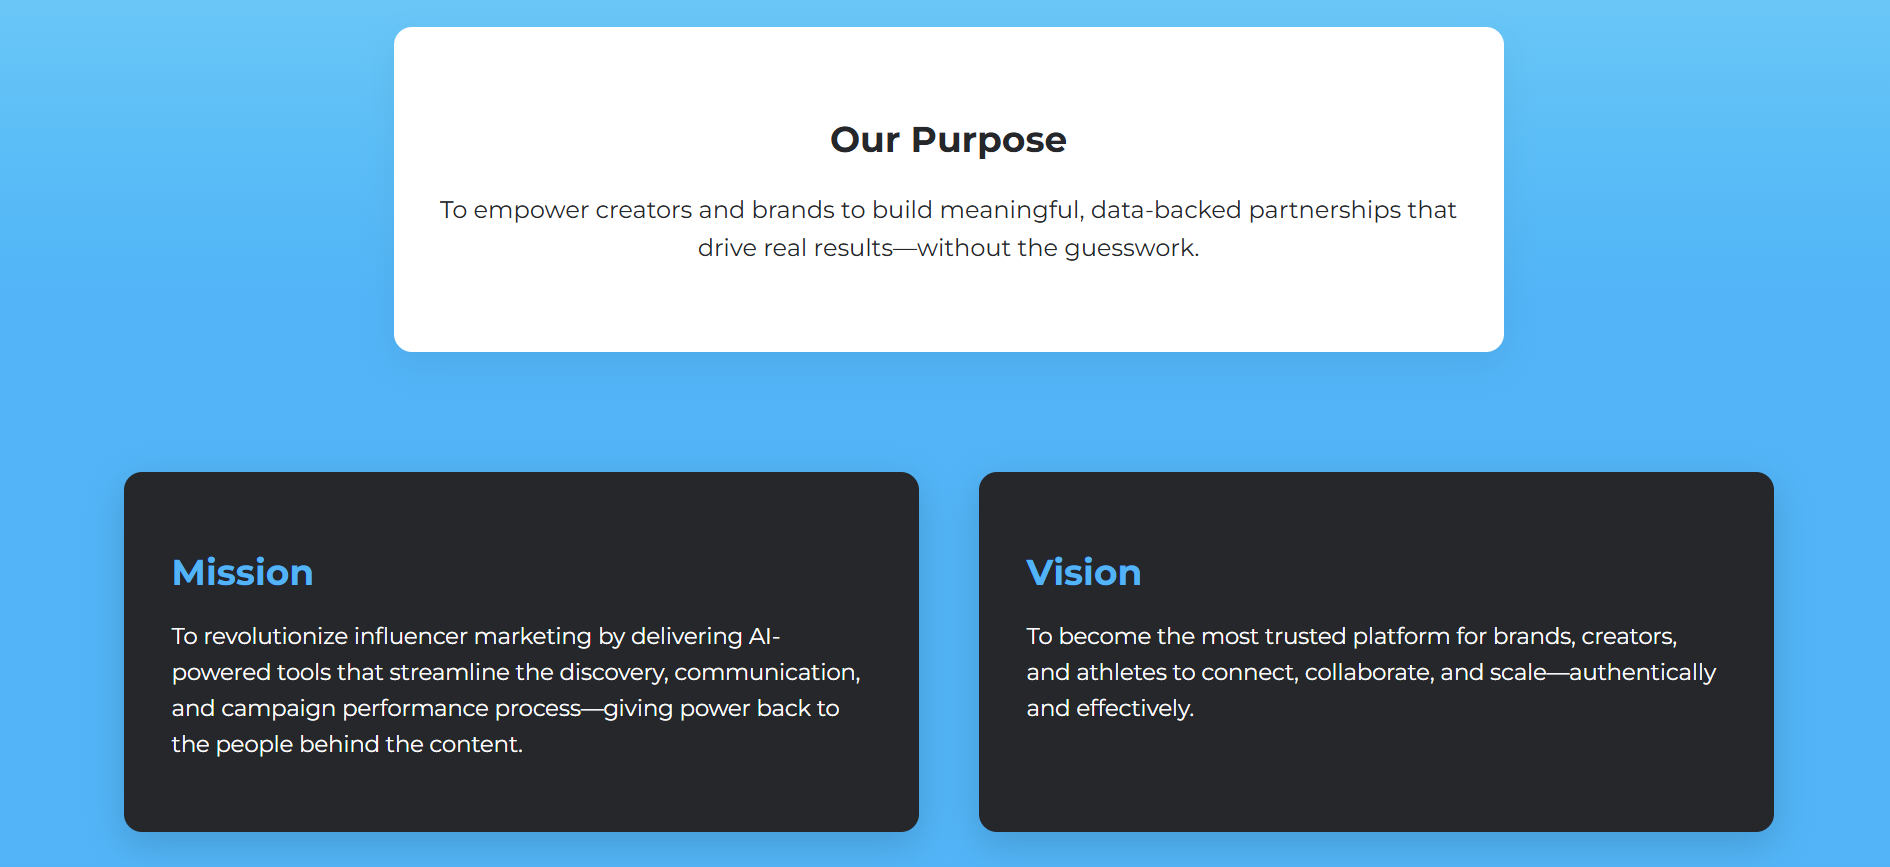 Our Purpose
To empower creators and brands to build meaningful, data-backed partnerships that
drive real results—without the guesswork.
Mission
To revolutionize influencer marketing by delivering AI-
powered tools that streamline the discovery, communication,
and campaign performance process—giving power back to
the people behind the content.
Vision
To become the most trusted platform for brands, creators,
and athletes to connect, collaborate, and scale—authentically
and effectively.